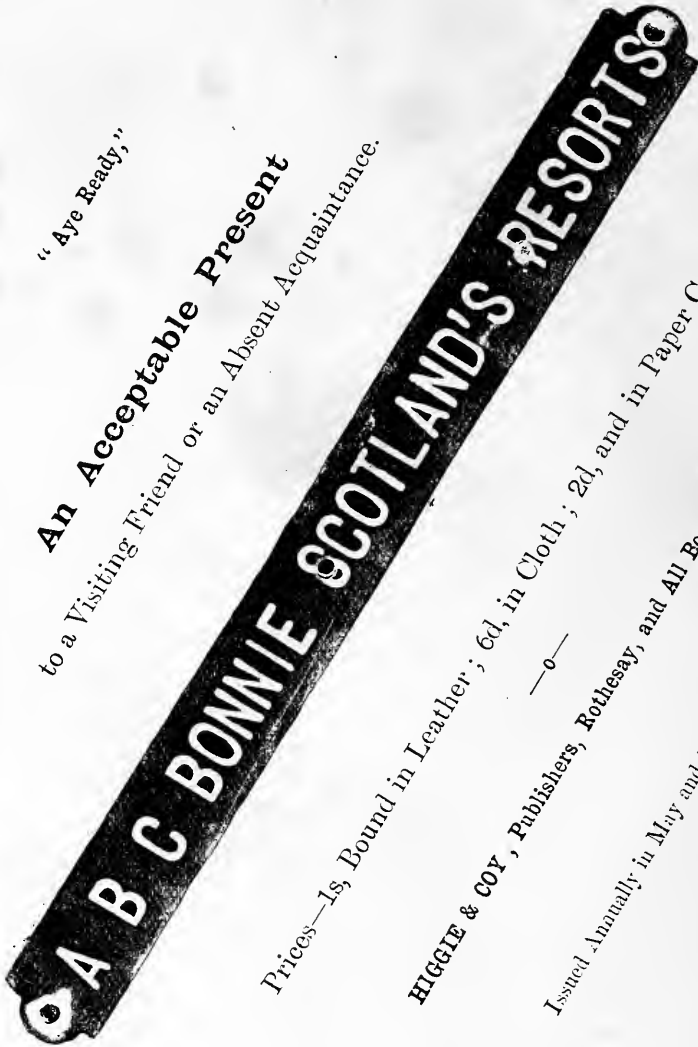 “Aye Ready,”
An Acceptable Present
to a Visiting Friend or an Absent Acquaintance.
A B C BONNIE SCOTLAND'S RESORTS
Prices—1s, Bound in Leather ; 6d, in Cloth ; 2d, and in Paper
—o—
HIGGIE & COY , Publishers, Rothesay, and All
Issued Annually in May and